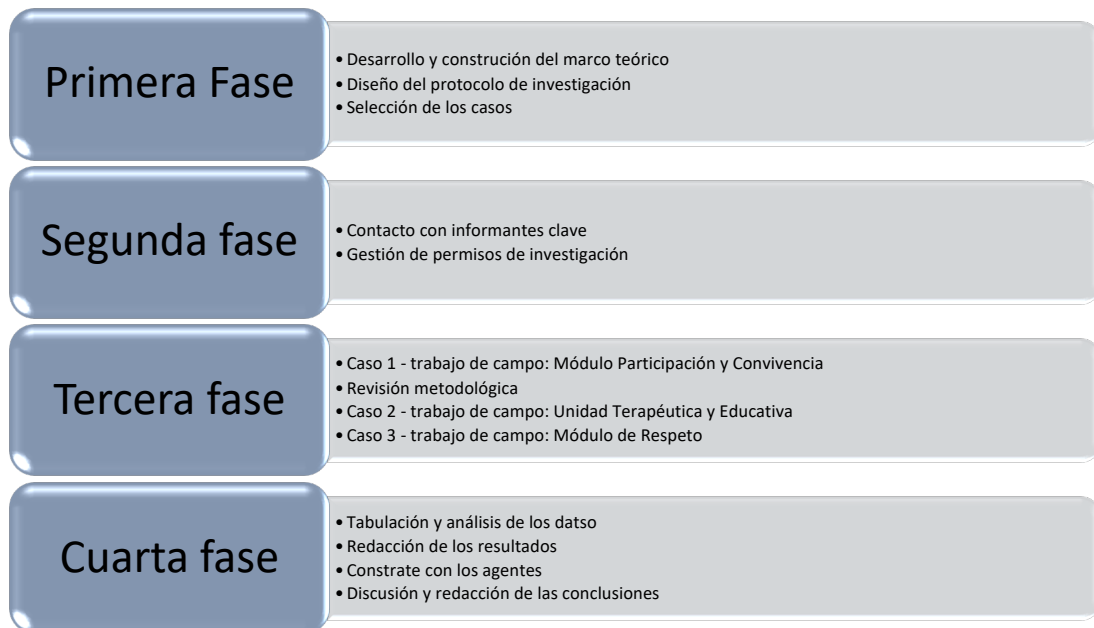 Primera Fase
• Desarrollo y construción del marco teórico
• Diseño del protocolo de investigación
• Selección de los casos
Segunda fase
• Contacto con informantes clave
• Gestión de permisos de investigación
Tercera fase
• Caso 1 - trabajo de campo: Módulo Participación y Convivencia
• Revisión metodológica
• Caso 2 - trabajo de campo: Unidad Terapéutica y Educativa
• Caso 3 - trabajo de campo: Módulo de Respeto
Cuarta fase
• Tabulación y análisis de los datso
• Redacción de los resultados
• Constrate con los agentes
• Discusión y redacción de las conclusiones